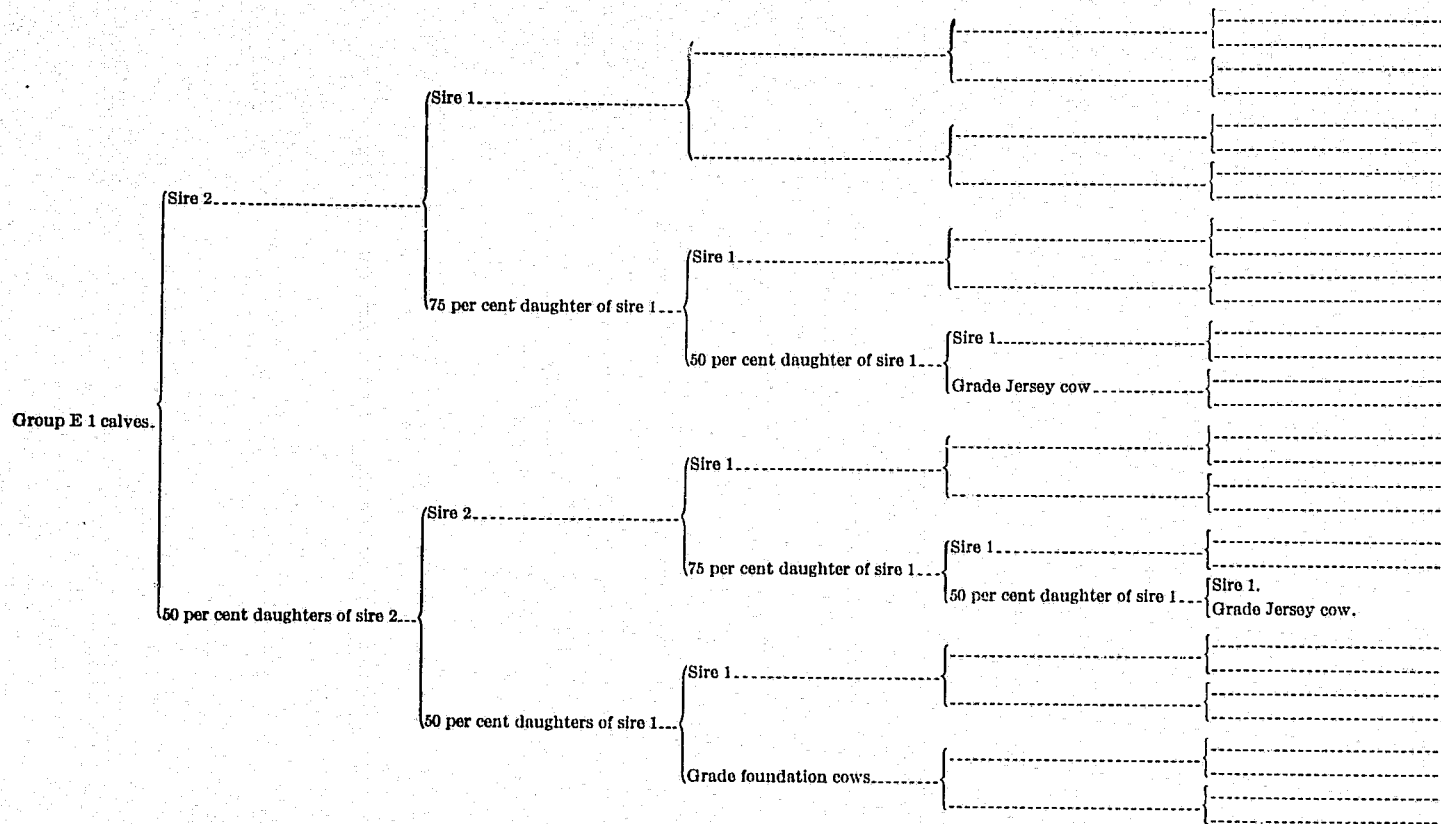 Sire 1
Sire 2
Sire 1
75 per cent daughter of sire 1
Sire 1
50 per cent daughter of sire 1
Grade Jersey cow
Group E 1 calves.
Sire 1
Sire 2
Sire 1
75 per cent daughter of sire 1
50 per cent daughter of sire 1
Sire 1.
Grade Jersey cow.
50 per cent daughters of sire 2
Sire 1
50 per cent daughters of sire 1
Grade foundation cows